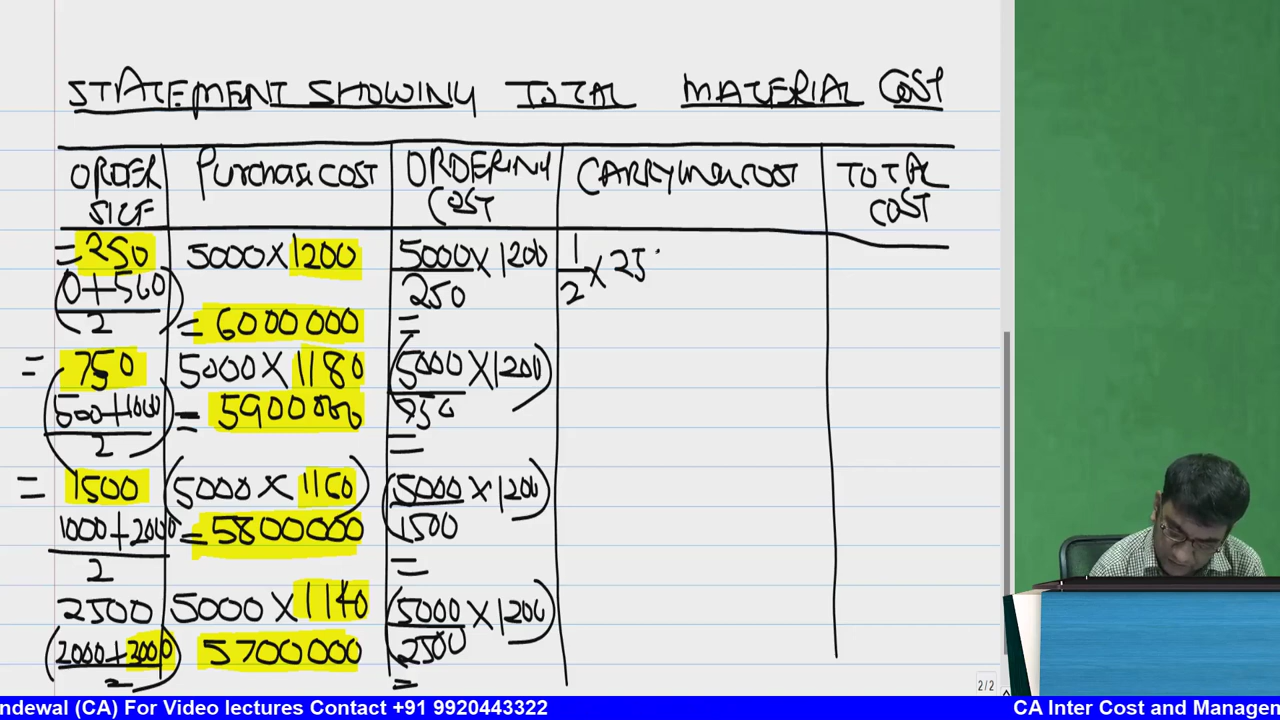 STATEMENT SHOWING TOTAL MATERIAL COST
ORDER SIZE
PURCHASE COST
ORDERING COST
CARRYING COST
TOTAL COST
= 250
5000 X 1200
5000 X 1200
250
1/2 X 25
(0+500)
2
= 6000000
=
= 750
5000 X 1180
(5000 X 1200)
750
(500+1000)
2
= 5900000
=
= 1500
(5000 X 1160)
(5000 X 1200)
1500
1000+2000
2
= 5800000
=
2500
5000 X 1140
(5000 X 1200)
2500
(2000+3000)
2
5700000
=
2/2
ndewal (CA) For Video lectures Contact +91 9920443322
CA Inter Cost and Managen